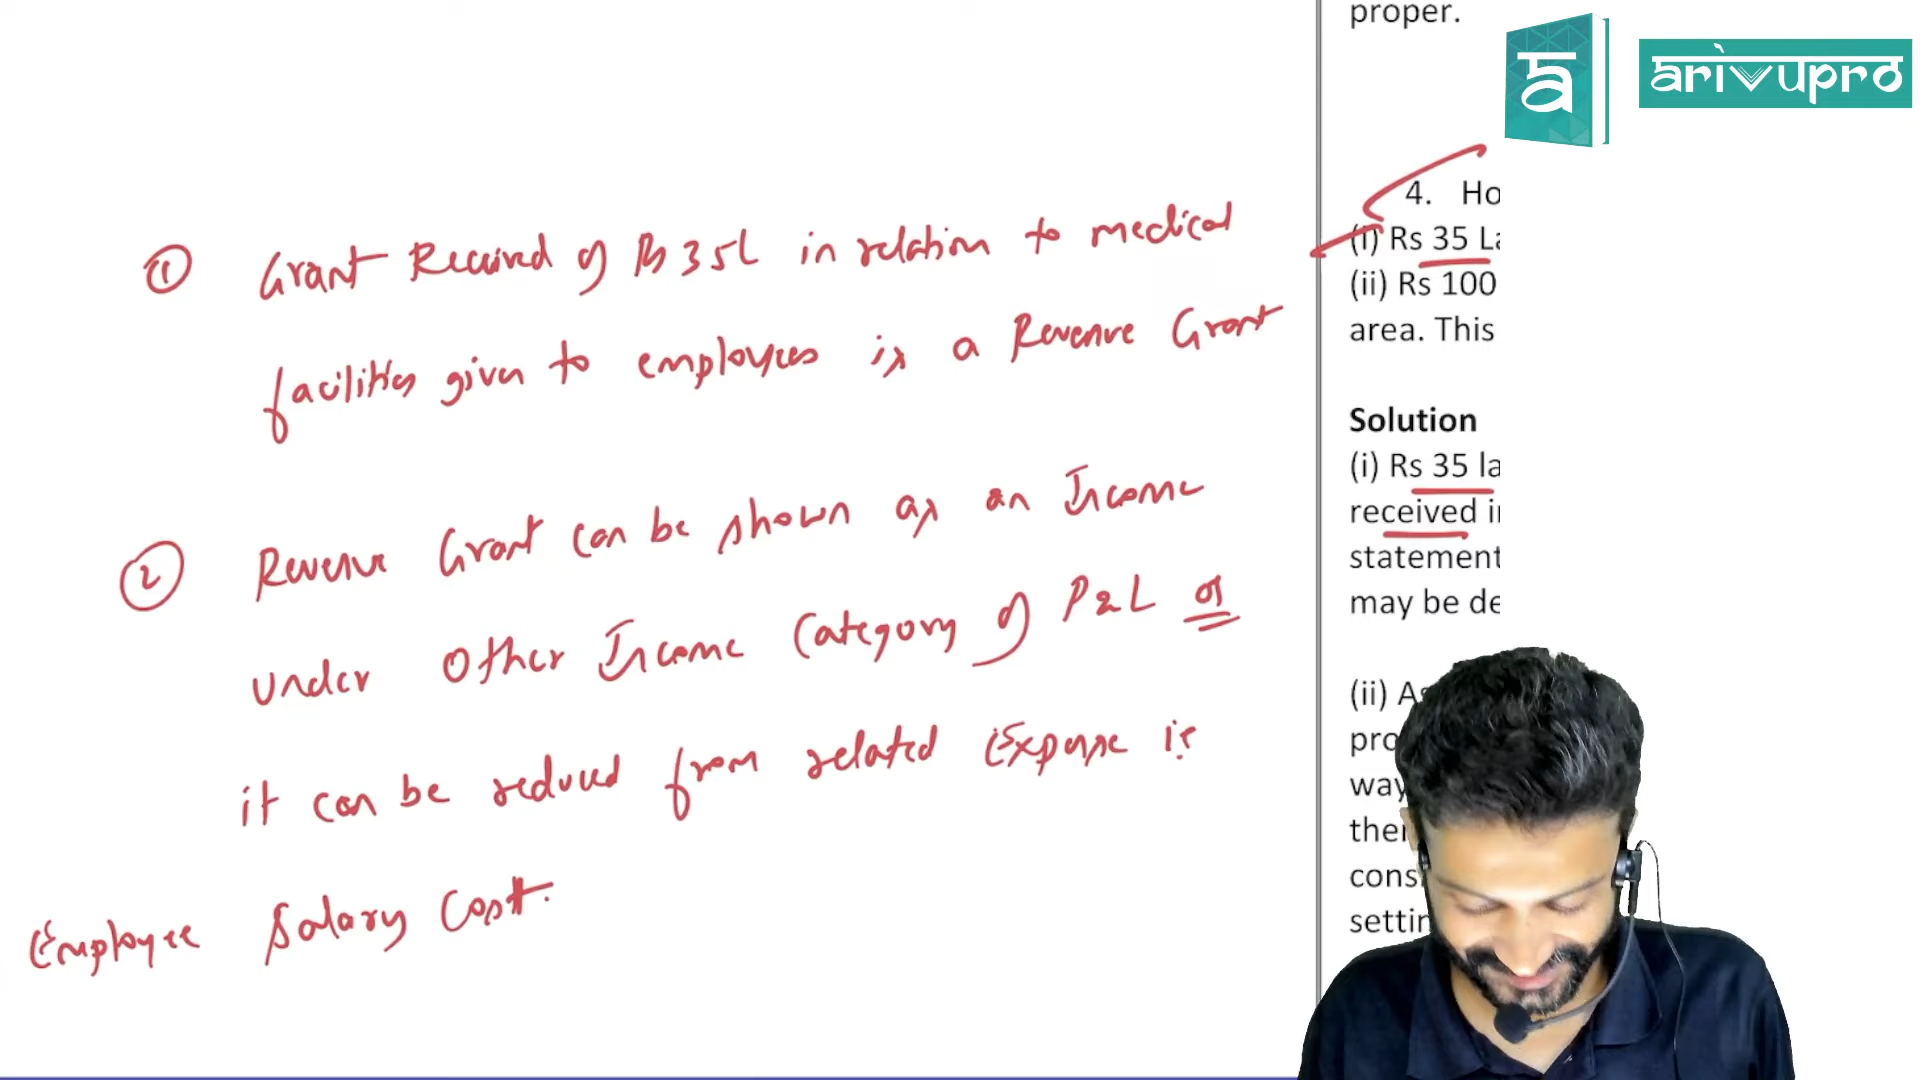 ① Grant Received of Rs 35L in relation to medical
facilities given to employees is a Revenue Grant
② Revenue Grant can be shown as an Income
under Other Income Category of P&L or
it can be reduced from related Expense ie
Employee Salary Cost.
proper.
a
arivupro
4. Ho
(i) Rs 35 La
(ii) Rs 100
area. This
Solution
(i) Rs 35 la
received i
statement
may be de
(ii) As
pro
way
the
cons
settin